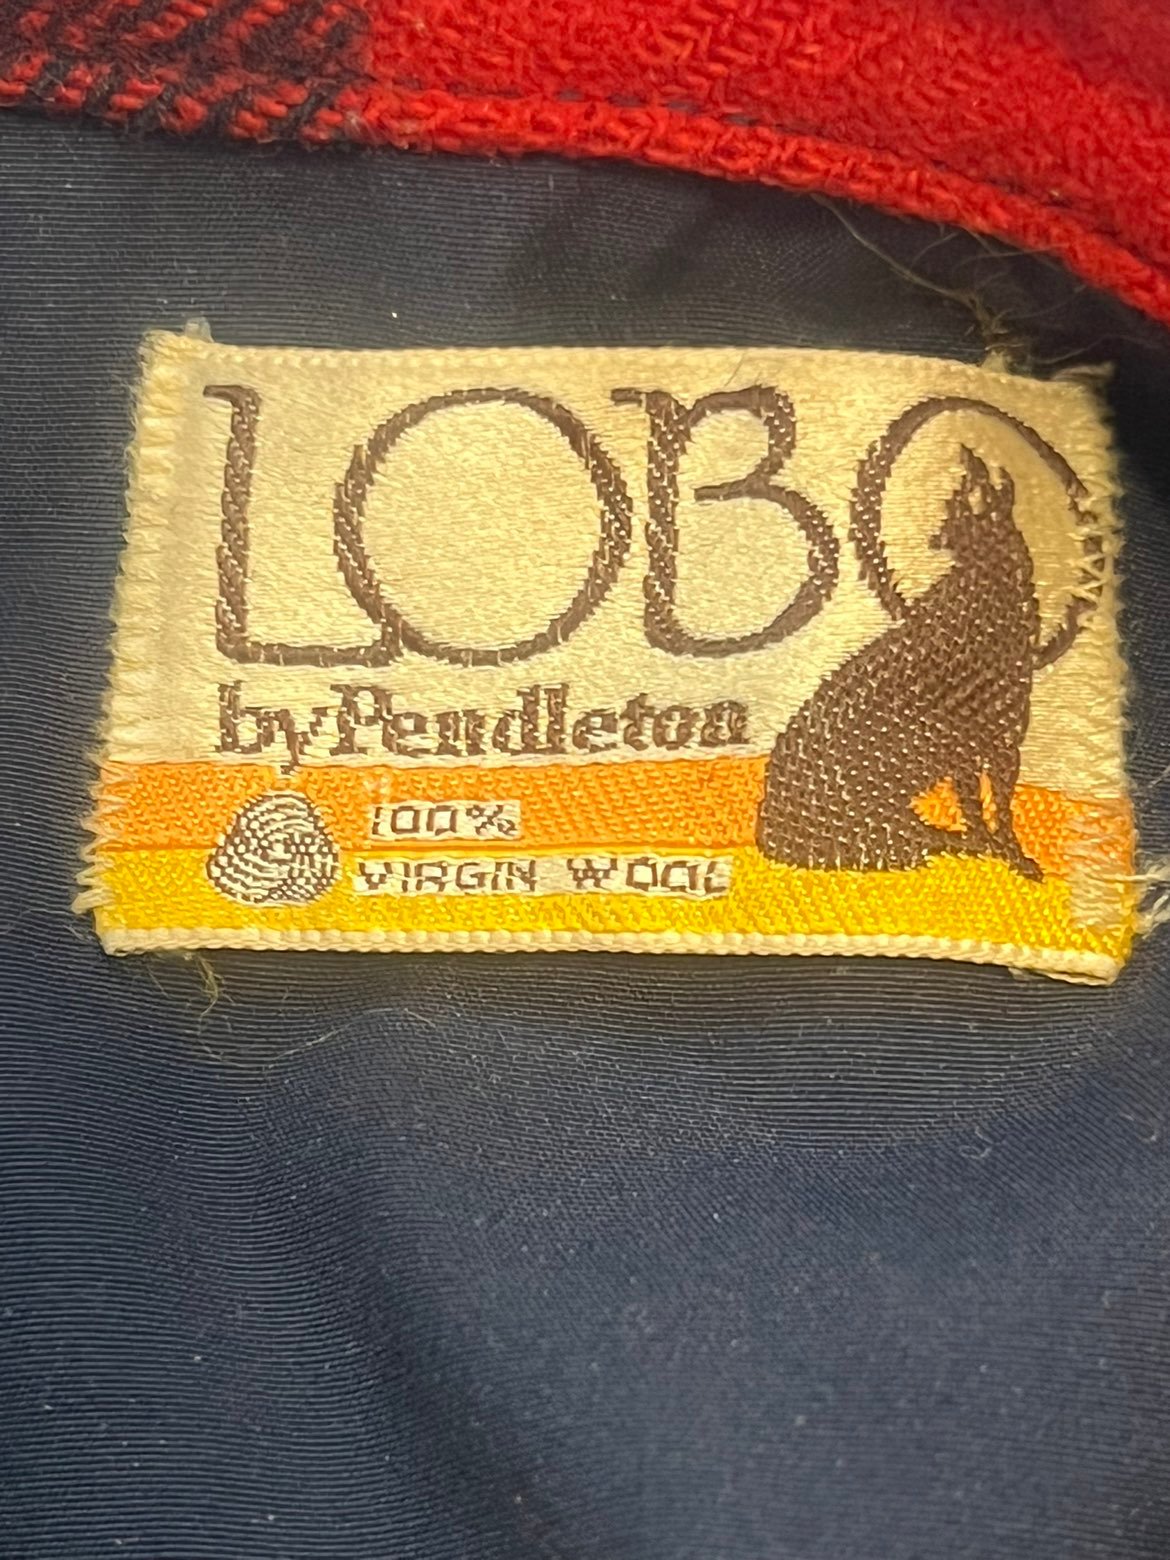 LOBO
by Pendleton
100%
VIRGIN WOOL